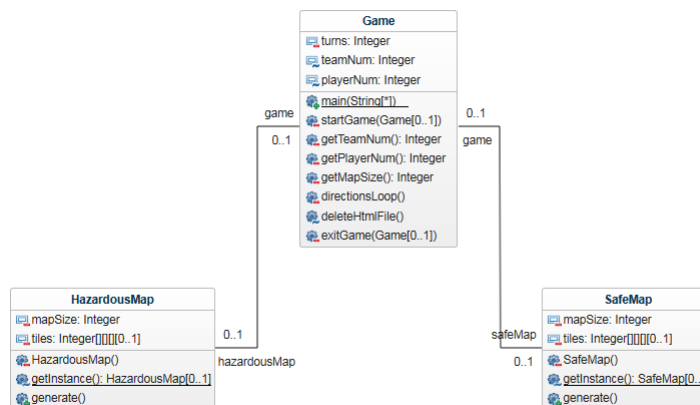 Game
turns: Integer
teamNum: Integer
playerNum: Integer
main(String[*])
startGame(Game[0..1])
getTeamNum(): Integer
getPlayerNum(): Integer
getMapSize(): Integer
directionsLoop()
deleteHtmlFile()
exitGame(Game[0..1])
game
0..1
0..1
game
HazardousMap
mapSize: Integer
tiles: Integer[][][][0..1]
HazardousMap()
getInstance(): HazardousMap[0..1]
generate()
0..1
hazardousMap
safeMap
0..1
SafeMap
mapSize: Integer
tiles: Integer[][][][0..1]
SafeMap()
getInstance(): SafeMap[0..
generate()